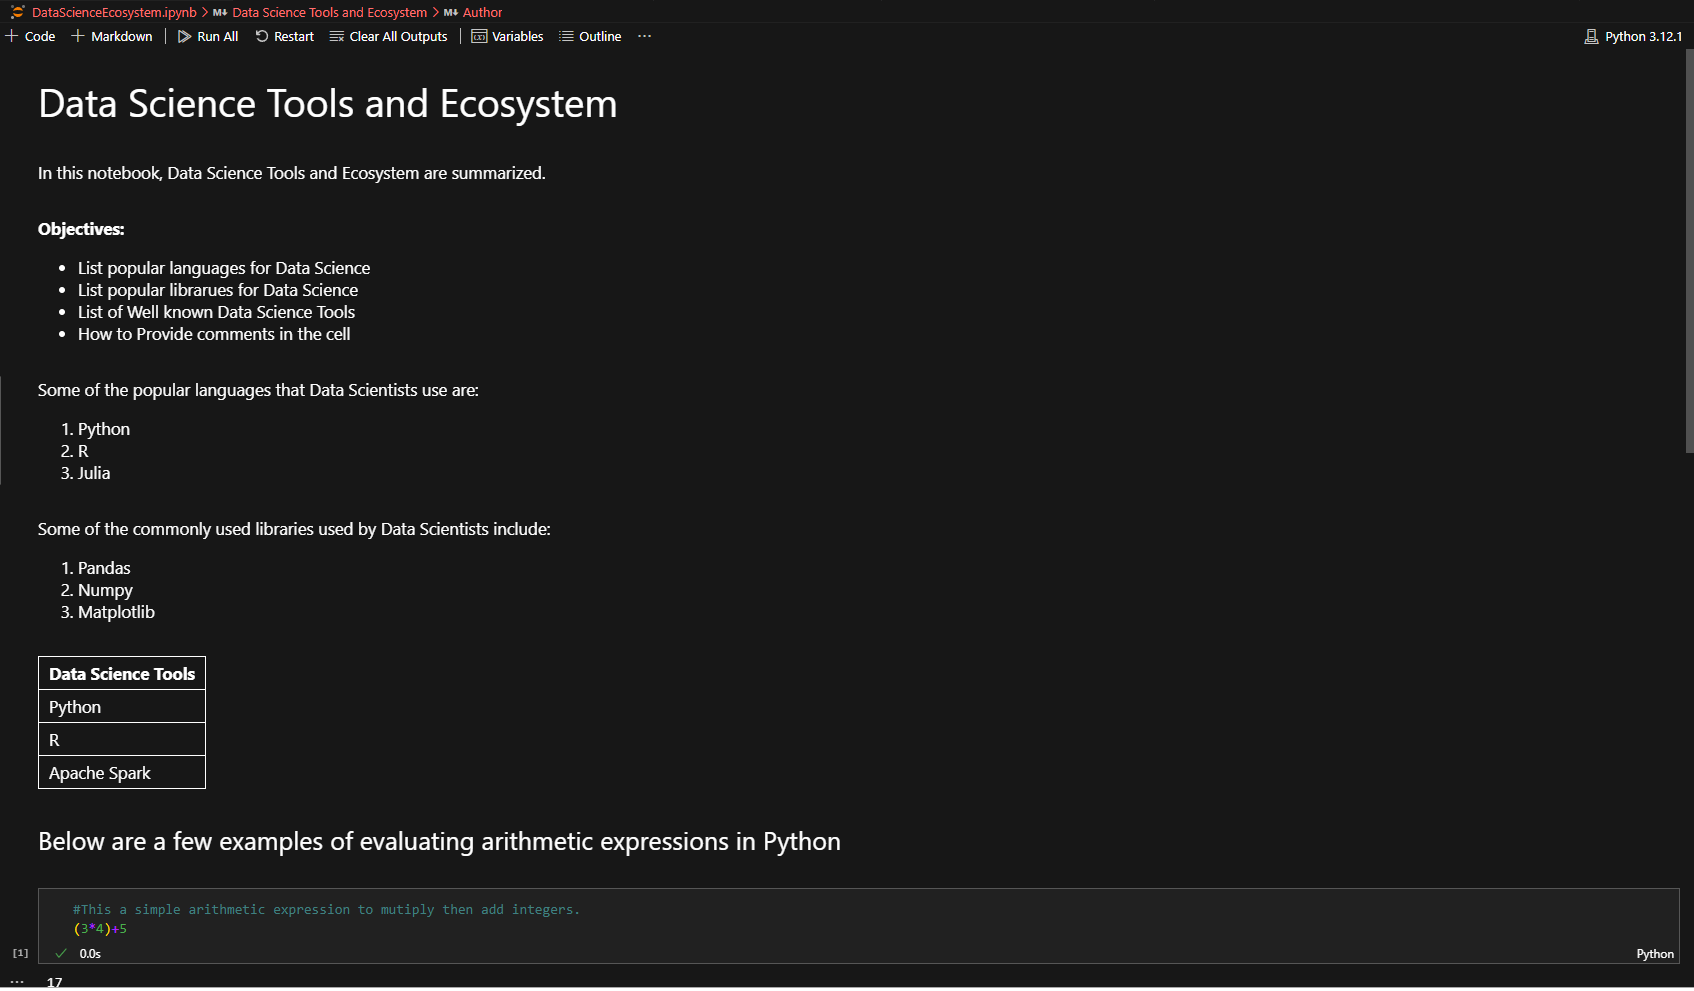 DataScienceEcosystem.ipynb > M↓ Data Science Tools and Ecosystem > M↓ Author
+ Code + Markdown | Run All Restart Clear All Outputs | Variables Outline ... Python 3.12.1
Data Science Tools and Ecosystem
In this notebook, Data Science Tools and Ecosystem are summarized.
Objectives:
• List popular languages for Data Science
• List popular librarues for Data Science
• List of Well known Data Science Tools
• How to Provide comments in the cell
Some of the popular languages that Data Scientists use are:
1. Python
2. R
3. Julia
Some of the commonly used libraries used by Data Scientists include:
1. Pandas
2. Numpy
3. Matplotlib
Data Science Tools
Python
R
Apache Spark
Below are a few examples of evaluating arithmetic expressions in Python
#This a simple arithmetic expression to mutiply then add integers.
(3*4)+5
[1] ✓ 0.0s Python
... 17